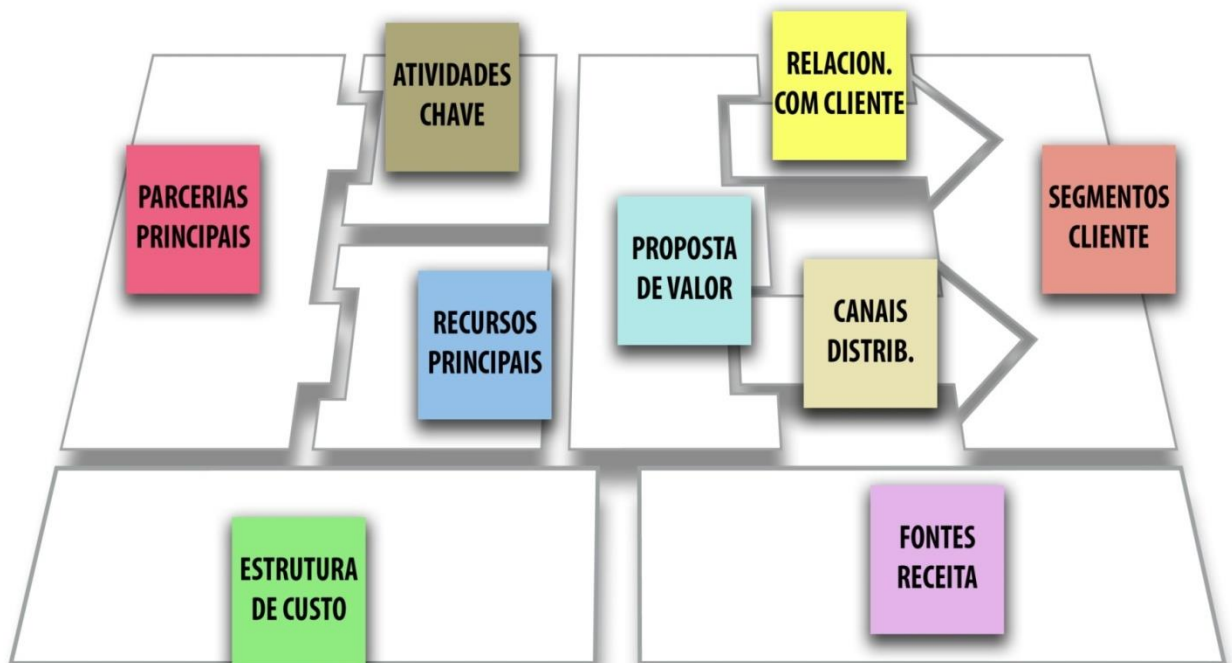 ATIVIDADES
CHAVE
RELACION.
COM CLIENTE
PARCERIAS
PRINCIPAIS
SEGMENTOS
CLIENTE
PROPOSTA
DE VALOR
RECURSOS
PRINCIPAIS
CANAIS
DISTRIB.
ESTRUTURA
DE CUSTO
FONTES
RECEITA